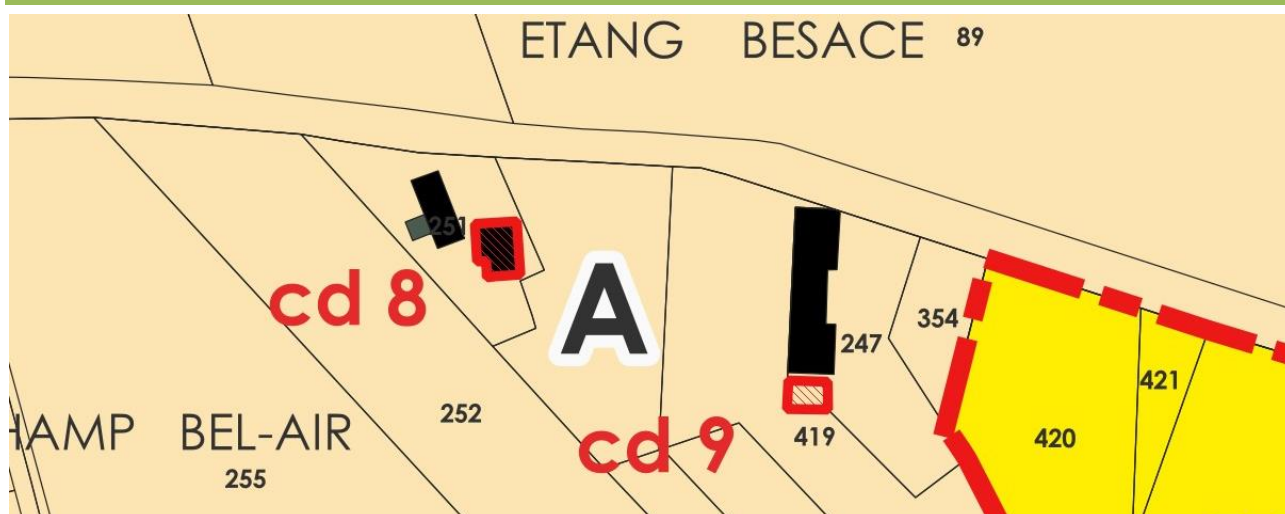 ETANG BESACE 89
251
cd 8
A
354
247
421
252
419
420
HAMP BEL-AIR
cd 9
255